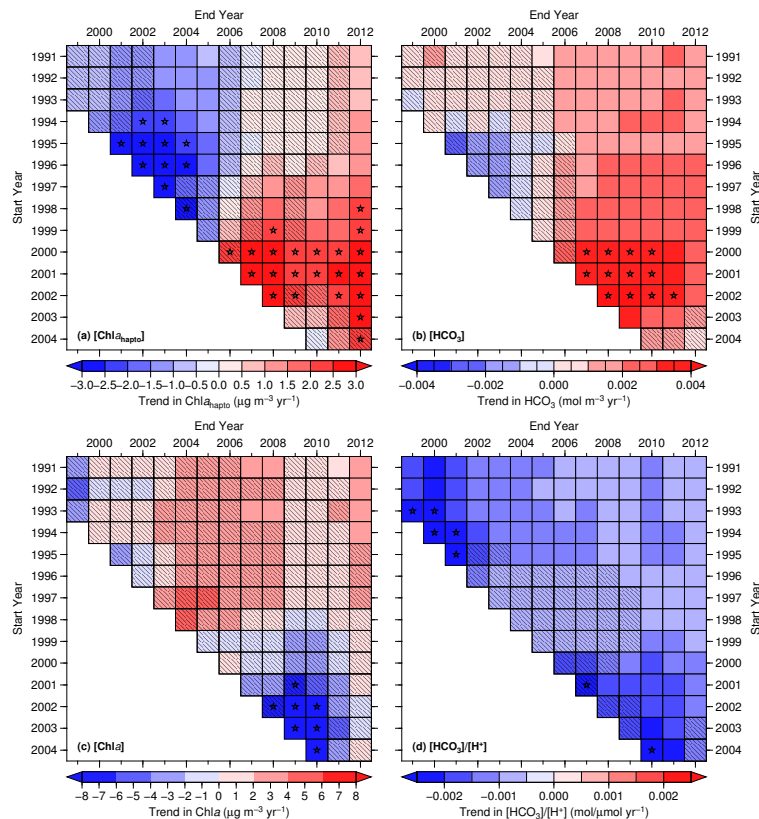 End Year
End Year
2000 2002 2004 2006 2008 2010 2012
2000 2002 2004 2006 2008 2010 2012
Start Year
1991
1992
1993
1994
1995
1996
1997
1998
1999
2000
2001
2002
2003
2004
1991
1992
1993
1994
1995
1996
1997
1998
1999
2000
2001
2002
2003
2004
Start Year
(a) [Chlahapto]
(b) [HCO3]
−3.0 −2.5 −2.0 −1.5 −1.0 −0.5 0.0 0.5 1.0 1.5 2.0 2.5 3.0
Trend in Chlahapto (μg m−3 yr−1)
−0.004 −0.002 0.000 0.002 0.004
Trend in HCO3 (mol m−3 yr−1)
End Year
End Year
2000 2002 2004 2006 2008 2010 2012
2000 2002 2004 2006 2008 2010 2012
Start Year
1991
1992
1993
1994
1995
1996
1997
1998
1999
2000
2001
2002
2003
2004
1991
1992
1993
1994
1995
1996
1997
1998
1999
2000
2001
2002
2003
2004
Start Year
(c) [Chla]
(d) [HCO3]/[H+]
−8 −7 −6 −5 −4 −3 −2 −1 0 1 2 3 4 5 6 7 8
Trend in Chla (μg m−3 yr−1)
−0.002 −0.001 0.000 0.001 0.002
Trend in [HCO3]/[H+] (mol/μmol yr−1)